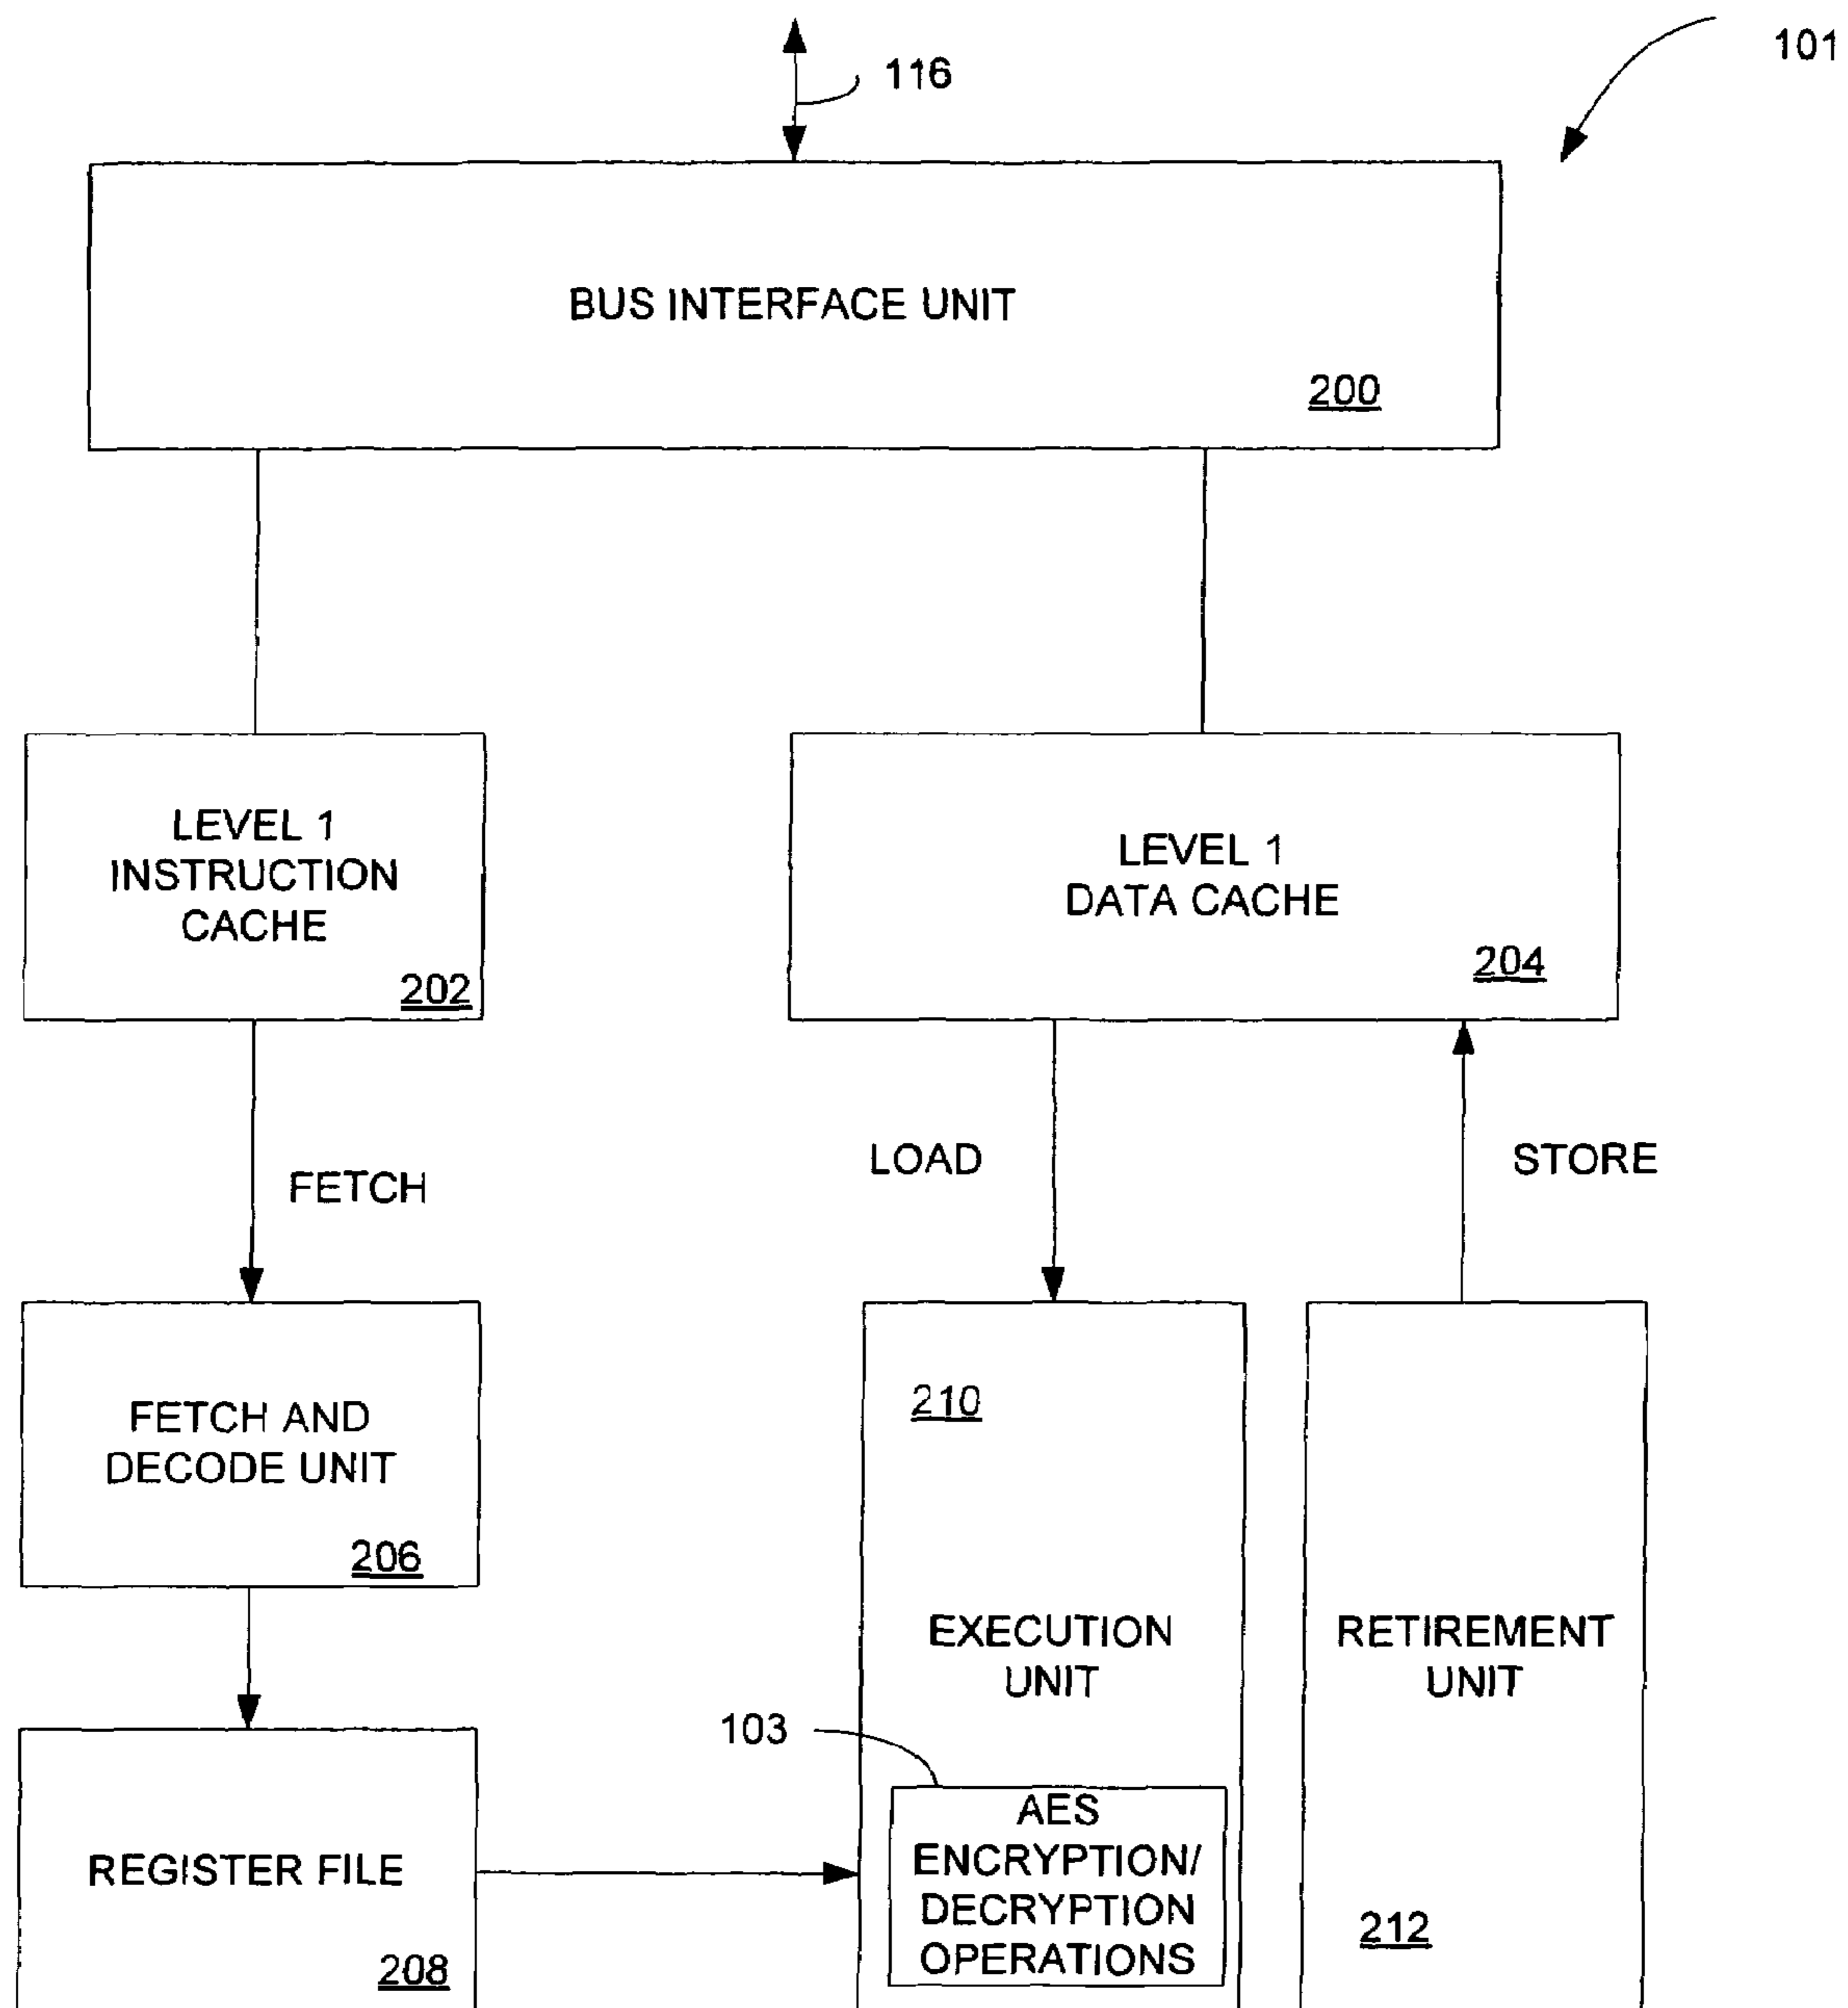 116
101
BUS INTERFACE UNIT
200
LEVEL 1
INSTRUCTION
CACHE
202
LEVEL 1
DATA CACHE
204
FETCH
LOAD
STORE
FETCH AND
DECODE UNIT
206
210
EXECUTION
UNIT
RETIREMENT
UNIT
103
REGISTER FILE
208
AES
ENCRYPTION/
DECRYPTION
OPERATIONS
212